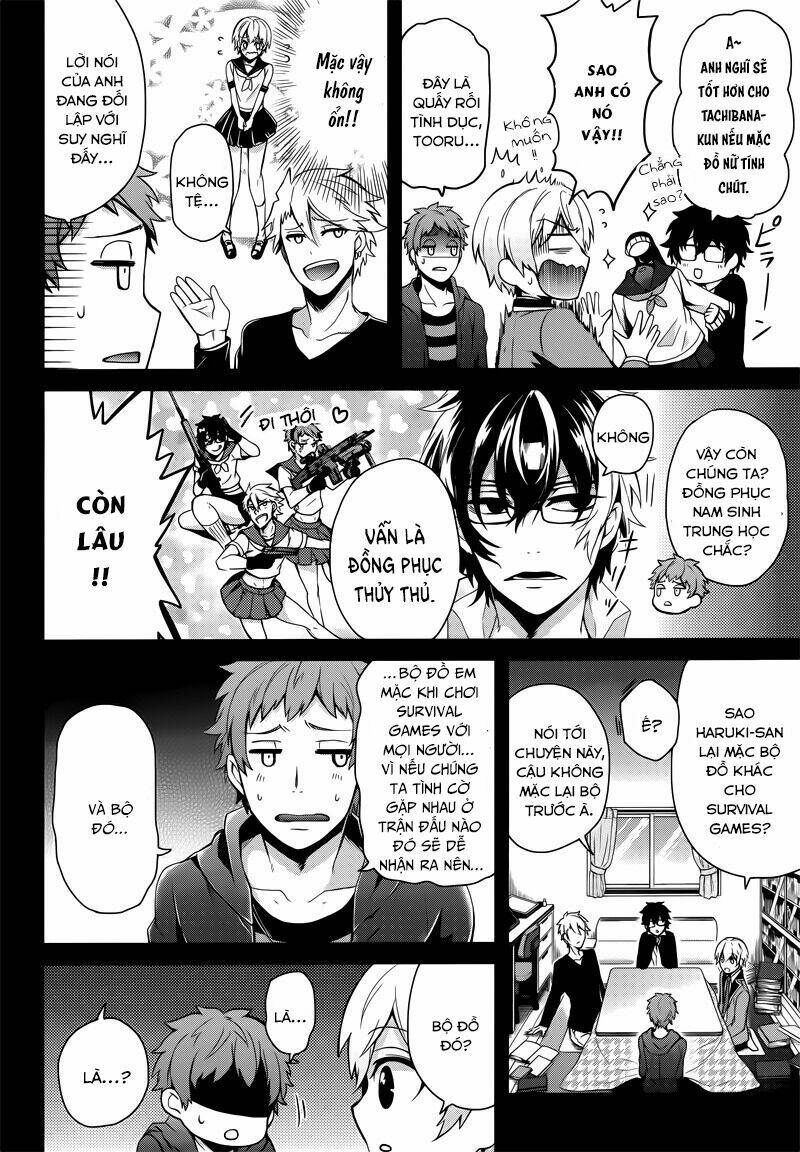 A~
ANH NGHĨ SẼ
TỐT HƠN CHO
TACHIBANA-
KUN NẾU MẶC
ĐỒ NỮ TÍNH
CHÚT.
Chẳng
phải
sao?
SAO
ANH CÓ
NÓ
VẬY!!
Không
muốn
!!
ĐÂY LÀ
QUẤY RỐI
TÌNH DỤC,
TOORU...
Mặc vậy
không
ổn!!
KHÔNG
TỆ...
LỜI NÓI
CỦA ANH
ĐANG ĐỐI
LẬP VỚI
SUY NGHĨ
ĐẤY...
VẬY CÒN
CHÚNG TA?
ĐỒNG PHỤC
NAM SINH
TRUNG HỌC
CHẮC?
KHÔNG
VẪN LÀ
ĐỒNG PHỤC
THỦY THỦ.
ĐI THÔI
CÒN
LÂU
!!
SAO
HARUKI-SAN
LẠI MẶC BỘ
ĐỒ KHÁC
CHO
SURVIVAL
GAMES?
Ế?
NÓI TỚI
CHUYỆN NÀY,
CẬU KHÔNG
MẶC LẠI BỘ
TRƯỚC À.
...BỘ ĐỒ EM
MẶC KHI CHƠI
SURVIVAL
GAMES VỚI
MỌI NGƯỜI...
VÌ NẾU CHÚNG
TA TÌNH CỜ
GẶP NHAU Ở
TRẬN ĐẤU NÀO
ĐÓ SẼ DỄ
NHẬN RA NÊN...
VÀ BỘ
ĐÓ...
BỘ ĐỒ
ĐÓ?
LÀ...
LÀ...?